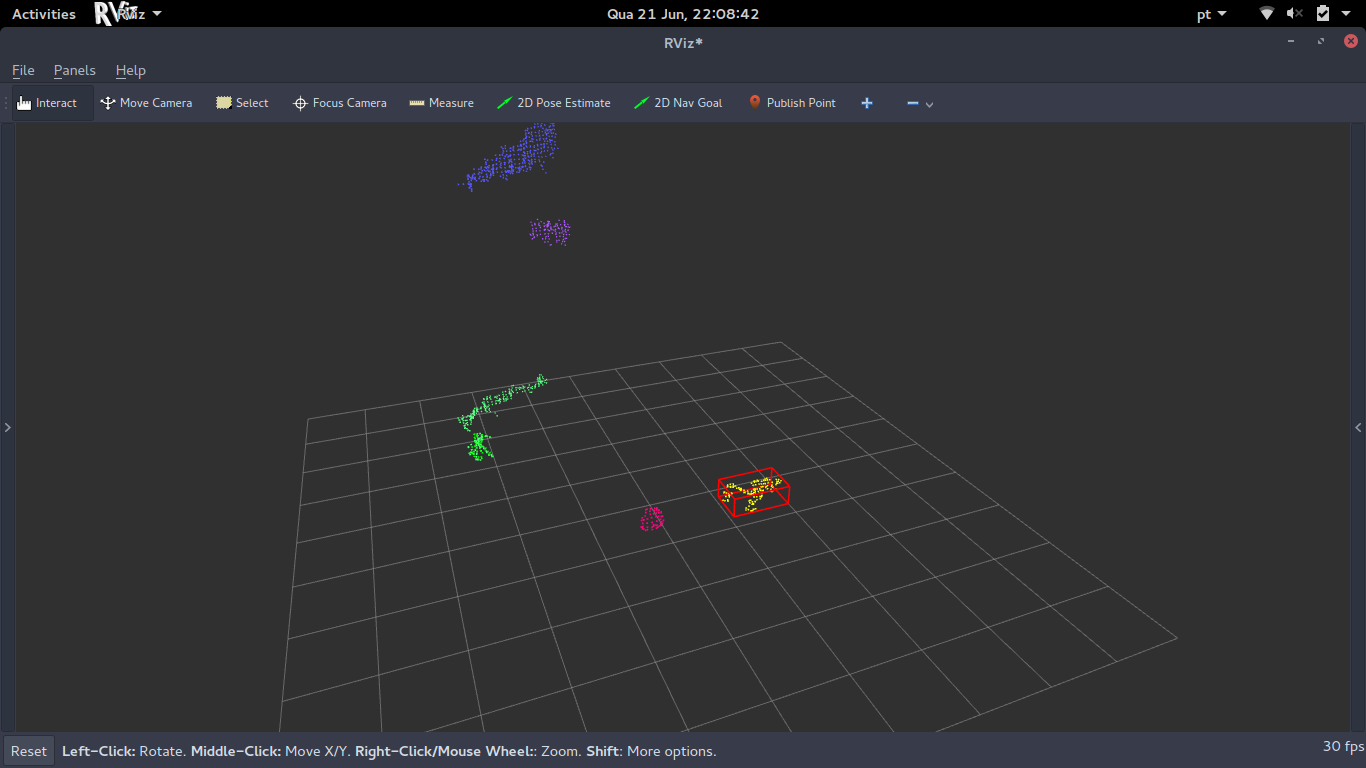 Activities RViz RViz Qua 21 Jun, 22:08:42 pt
RViz*
File Panels Help
Interact Move Camera Select Focus Camera Measure 2D Pose Estimate 2D Nav Goal Publish Point
Reset Left-Click: Rotate. Middle-Click: Move X/Y. Right-Click/Mouse Wheel:: Zoom. Shift: More options. 30 fps